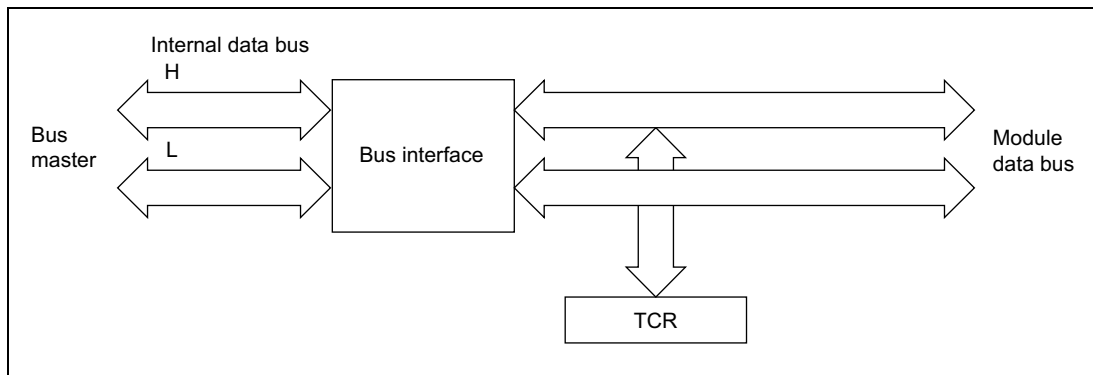 Internal data bus
H
Bus
master
L
Bus interface
Module
data bus
TCR